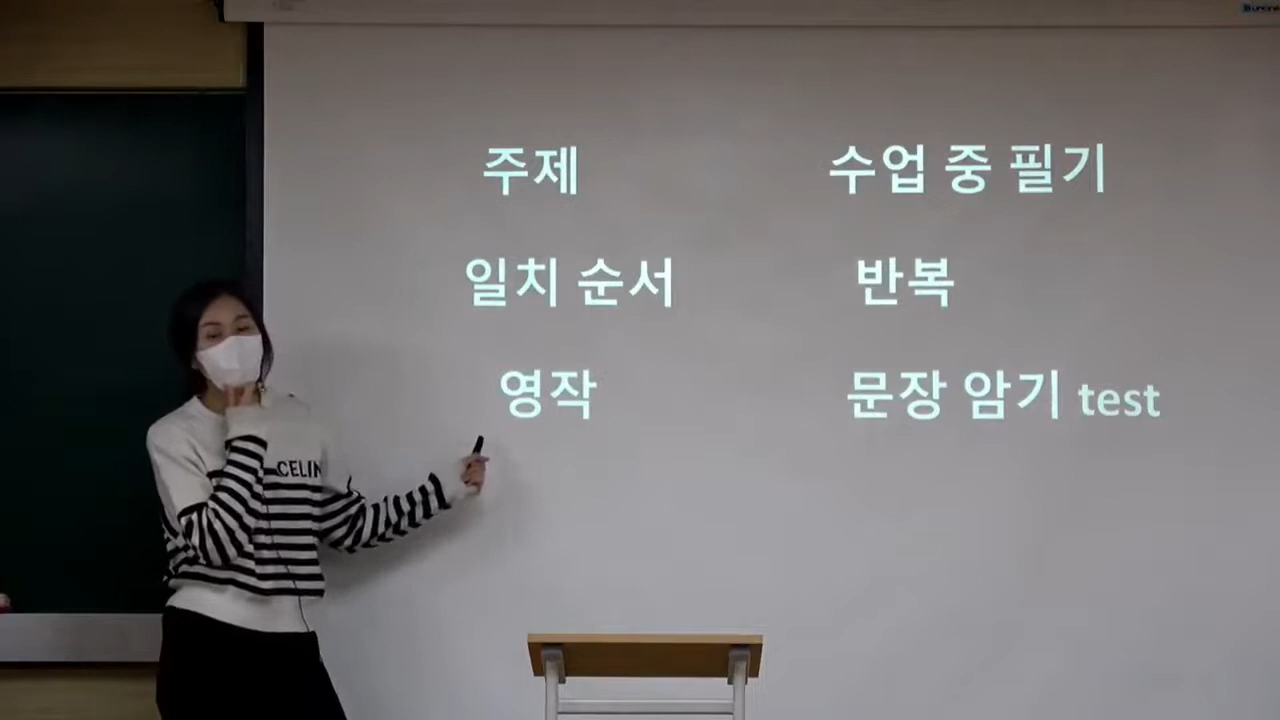 주제
수업 중 필기
일치 순서
반복
영작
문장 암기 test
CELIN